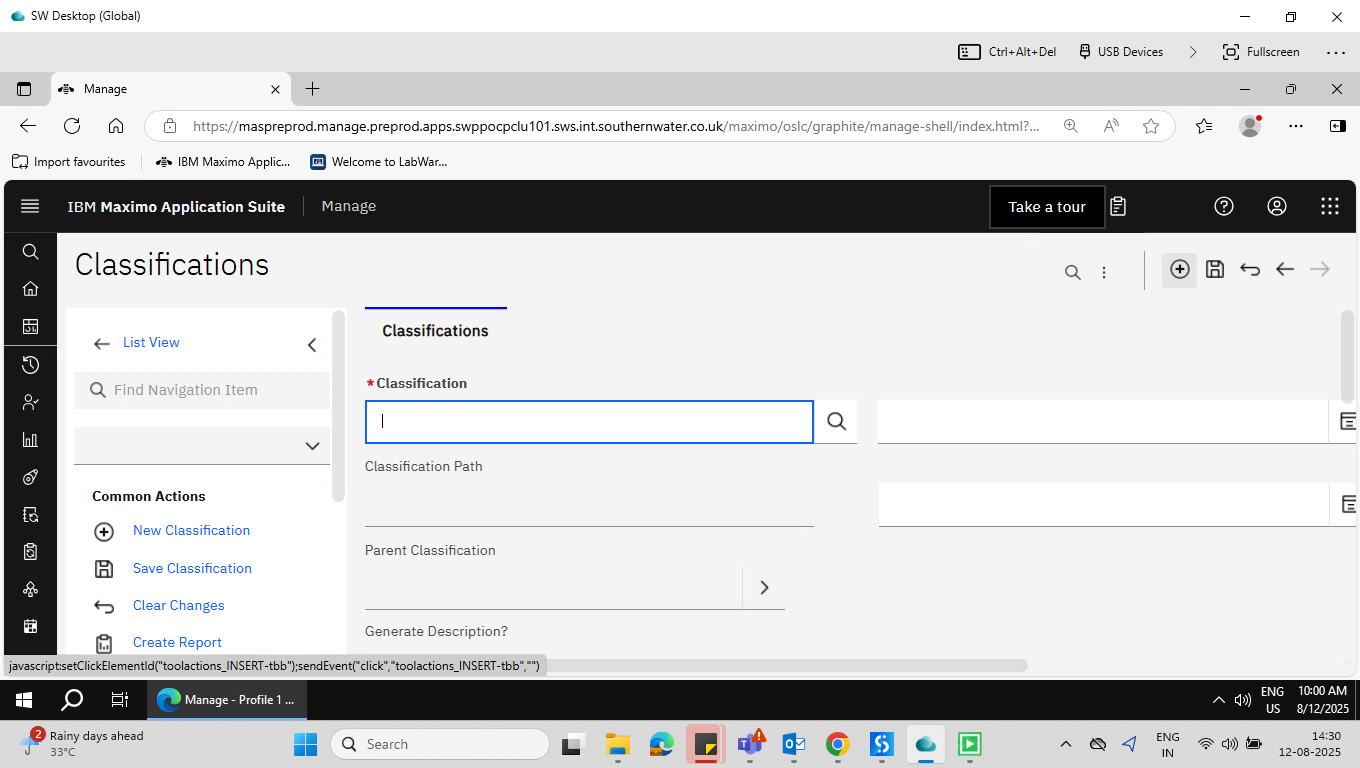 SW Desktop (Global)
Ctrl+Alt+Del
USB Devices
Fullscreen
Manage
https://maspreprod.manage.preprod.apps.swppocpclu101.sws.int.southernwater.co.uk/maximo/oslc/graphite/manage-shell/index.html?...
Import favourites
IBM Maximo Applic...
Welcome to LabWar...
IBM Maximo Application Suite
Manage
Take a tour
Classifications
List View
Find Navigation Item
Common Actions
New Classification
Save Classification
Clear Changes
Create Report
Classifications
* Classification
Classification Path
Parent Classification
Generate Description?
javascript:setClickElementId("toolactions_INSERT-tbb");sendEvent("click","toolactions_INSERT-tbb","")
Manage - Profile 1 ...
ENG
US
10:00 AM
8/12/2025
2
Rainy days ahead
33°C
Search
ENG
IN
14:30
12-08-2025